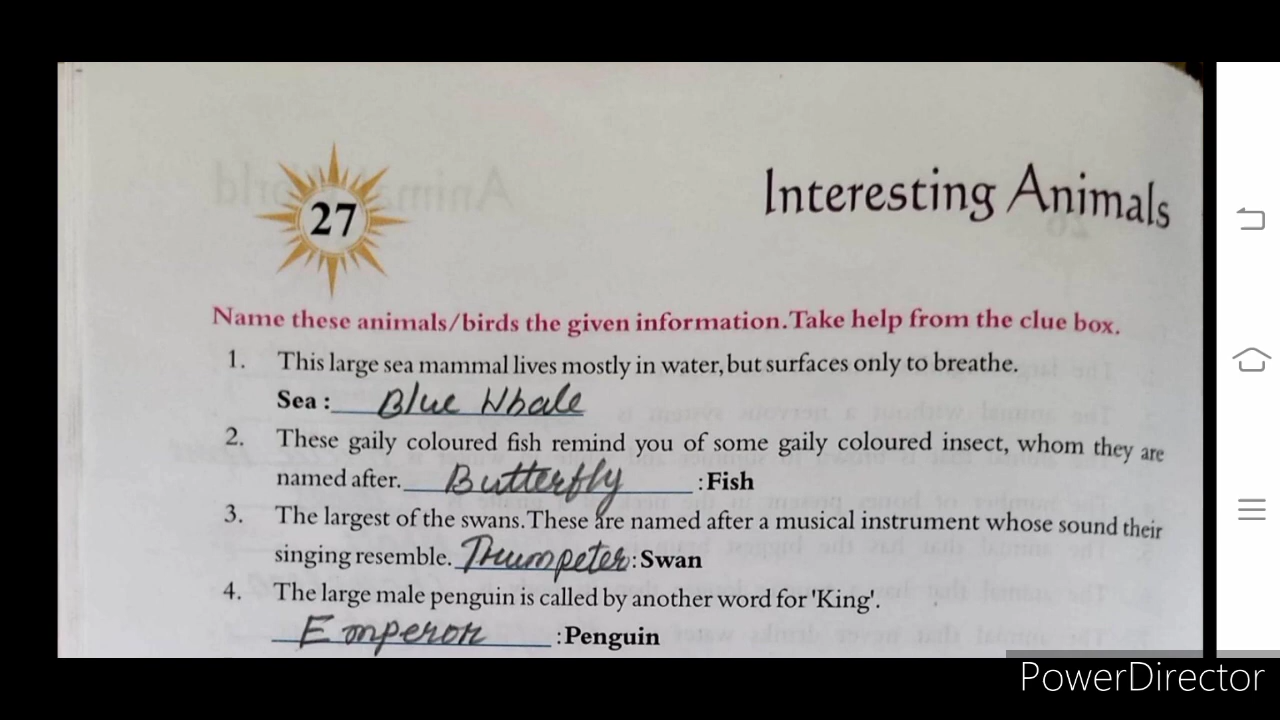 27
Interesting Animals
Name these animals/birds the given information. Take help from the clue box.
1. This large sea mammal lives mostly in water, but surfaces only to breathe.
Sea : Blue Whale
2. These gaily coloured fish remind you of some gaily coloured insect, whom they are
named after. Butterfly : Fish
3. The largest of the swans. These are named after a musical instrument whose sound their
singing resemble. Thrumpeter : Swan
4. The large male penguin is called by another word for 'King'.
Emperor : Penguin
PowerDirector